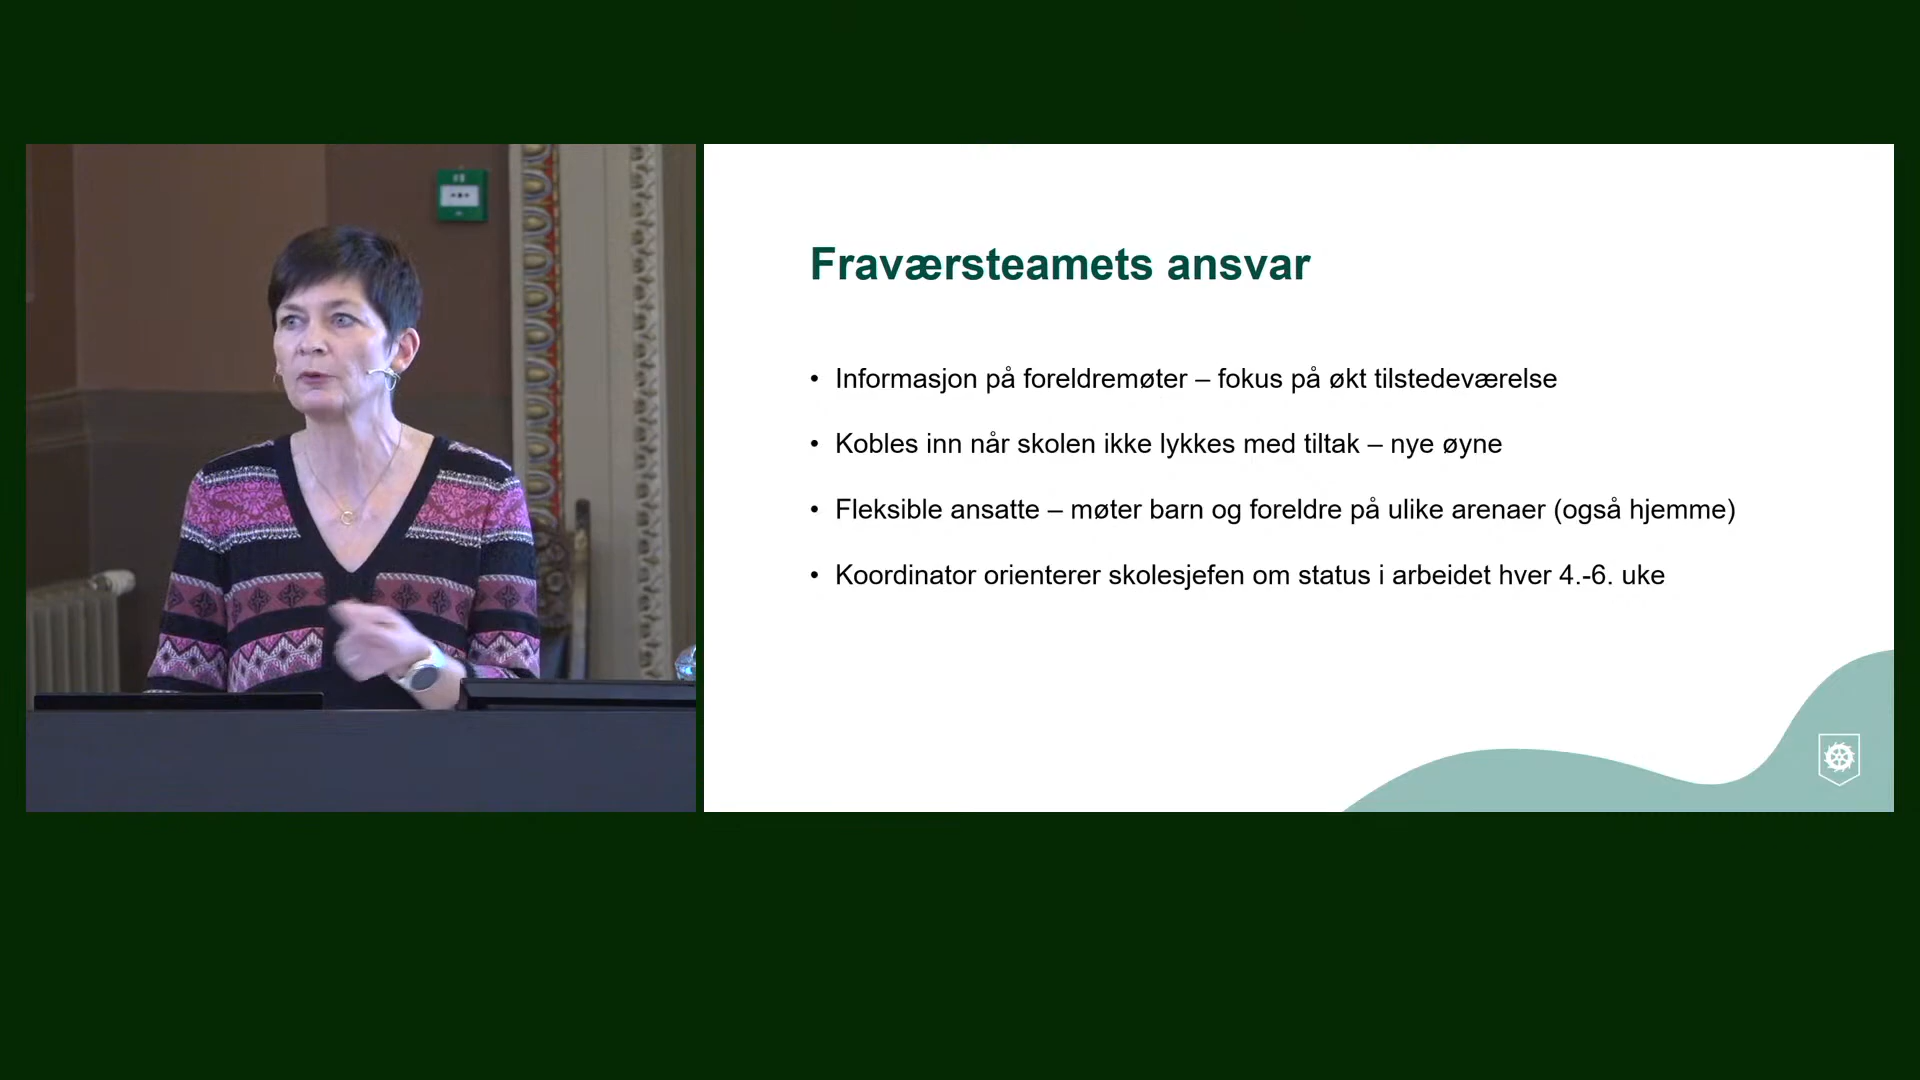 Fraværsteamets ansvar
• Informasjon på foreldremøter – fokus på økt tilstedeværelse
• Kobles inn når skolen ikke lykkes med tiltak – nye øyne
• Fleksible ansatte – møter barn og foreldre på ulike arenaer (også hjemme)
• Koordinator orienterer skolesjefen om status i arbeidet hver 4.-6. uke